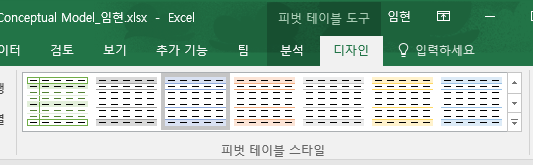 Conceptual Model_임현.xlsx - Excel
피벗 테이블 도구
임현
이터
검토
보기
추가 기능
팀
분석
디자인
입력하세요
행
열
피벗 테이블 스타일